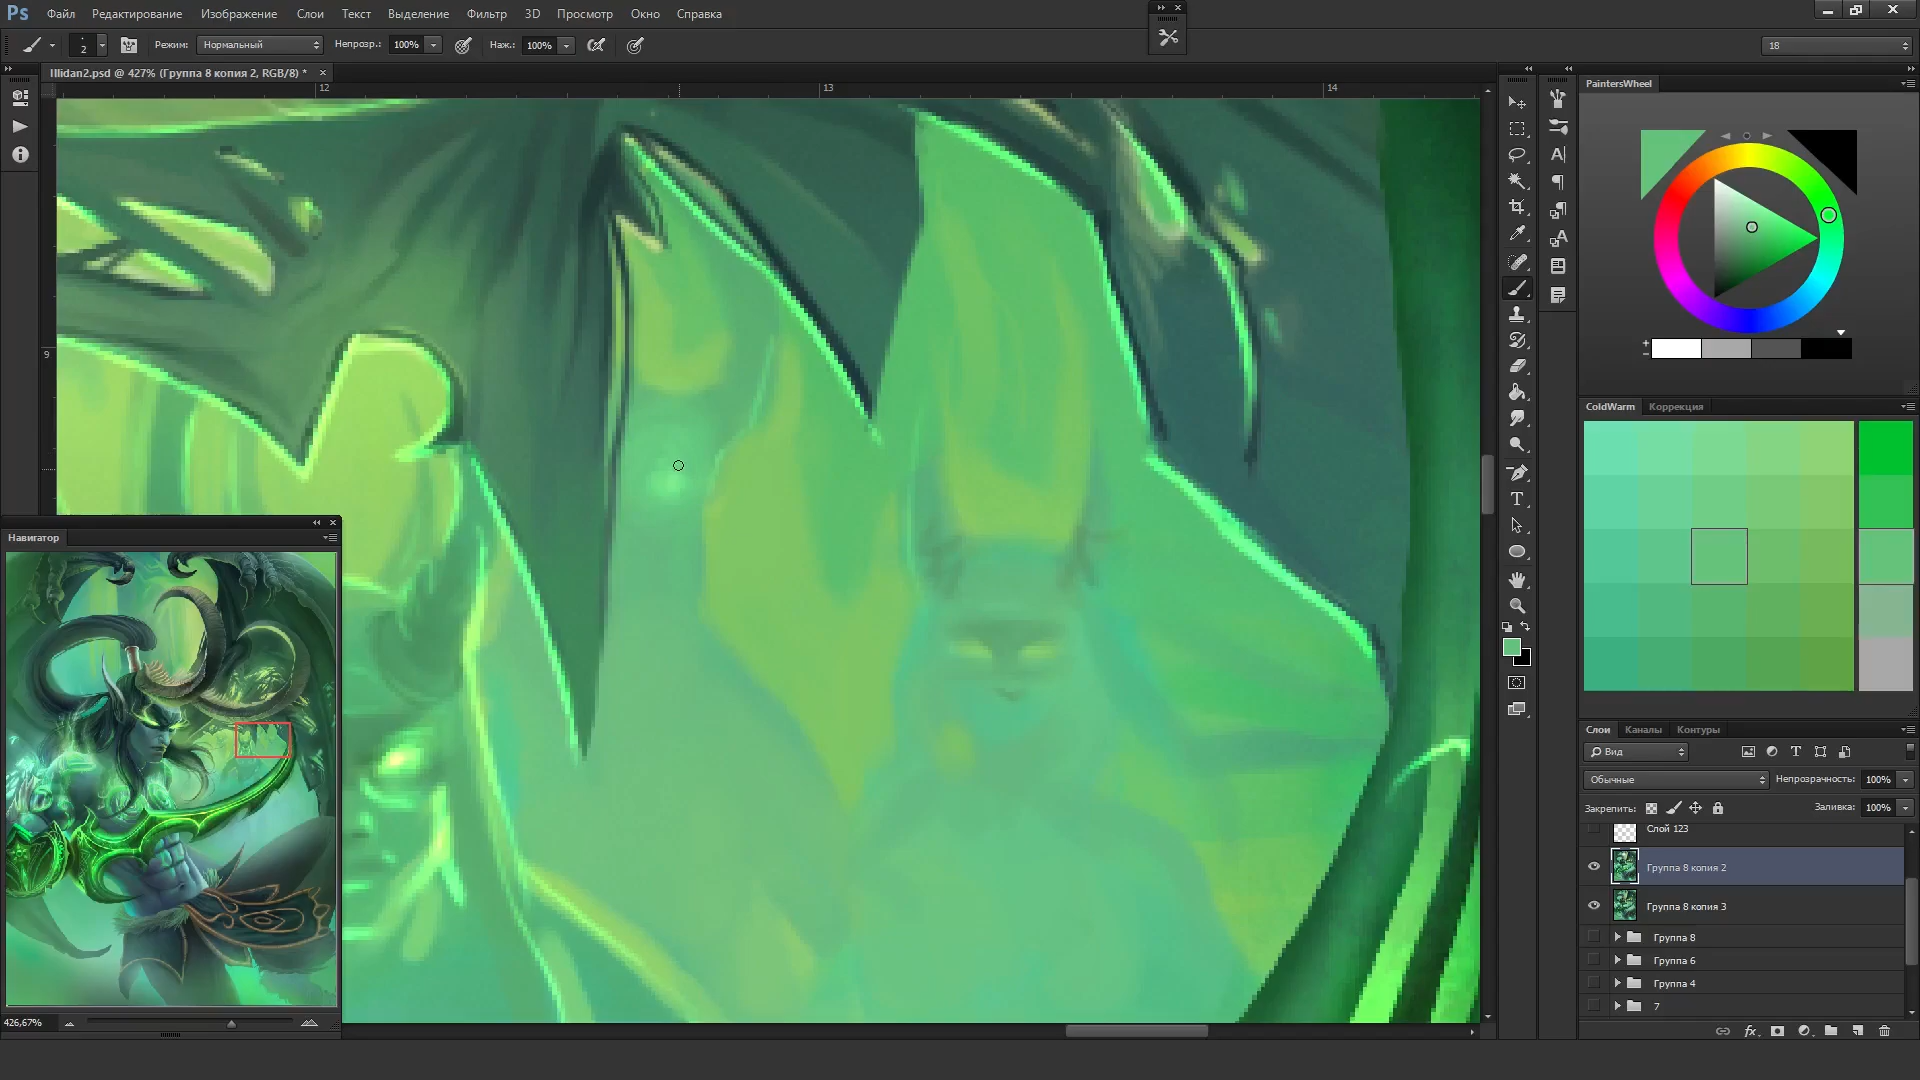 Ps Файл Редактирование Изображение Слои Текст Выделение Фильтр 3D Просмотр Окно Справка
2 Режим: Нормальный Непрозр.: 100% Наж.: 100% 18
Illidan2.psd @ 427% (Группа 8 копия 2, RGB/8) *
12 13 14
9
PaintersWheel
ColdWarm Коррекция
Навигатор
426,67%
Слои Каналы Контуры
Вид
Обычные Непрозрачность: 100%
Закрепить: Заливка: 100%
Слой 123
Группа 8 копия 2
Группа 8 копия 3
Группа 8
Группа 6
Группа 4
7
fx